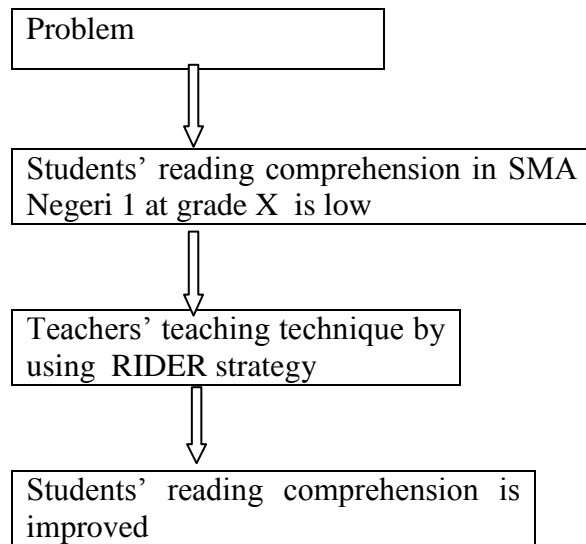 Problem
Students’ reading comprehension in SMA
Negeri 1 at grade X is low
Teachers’ teaching technique by
using RIDER strategy
Students’ reading comprehension is
improved